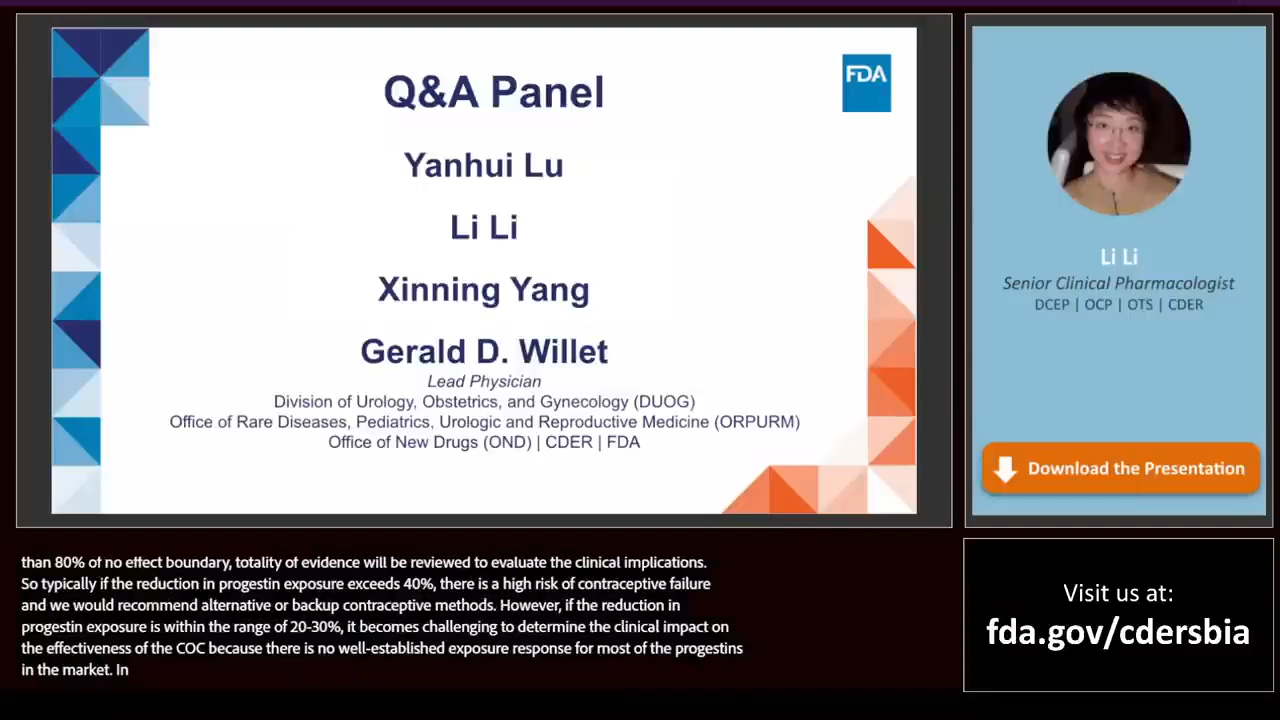 Q&A Panel
FDA
Yanhui Lu
Li Li
Xinning Yang
Gerald D. Willet
Lead Physician
Division of Urology, Obstetrics, and Gynecology (DUOG)
Office of Rare Diseases, Pediatrics, Urologic and Reproductive Medicine (ORPURM)
Office of New Drugs (OND) | CDER | FDA
Li Li
Senior Clinical Pharmacologist
DCEP | OCP | OTS | CDER
Download the Presentation
than 80% of no effect boundary, totality of evidence will be reviewed to evaluate the clinical implications.
So typically if the reduction in progestin exposure exceeds 40%, there is a high risk of contraceptive failure
and we would recommend alternative or backup contraceptive methods. However, if the reduction in
progestin exposure is within the range of 20-30%, it becomes challenging to determine the clinical impact on
the effectiveness of the COC because there is no well-established exposure response for most of the progestins
in the market. In
Visit us at:
fda.gov/cdersbia